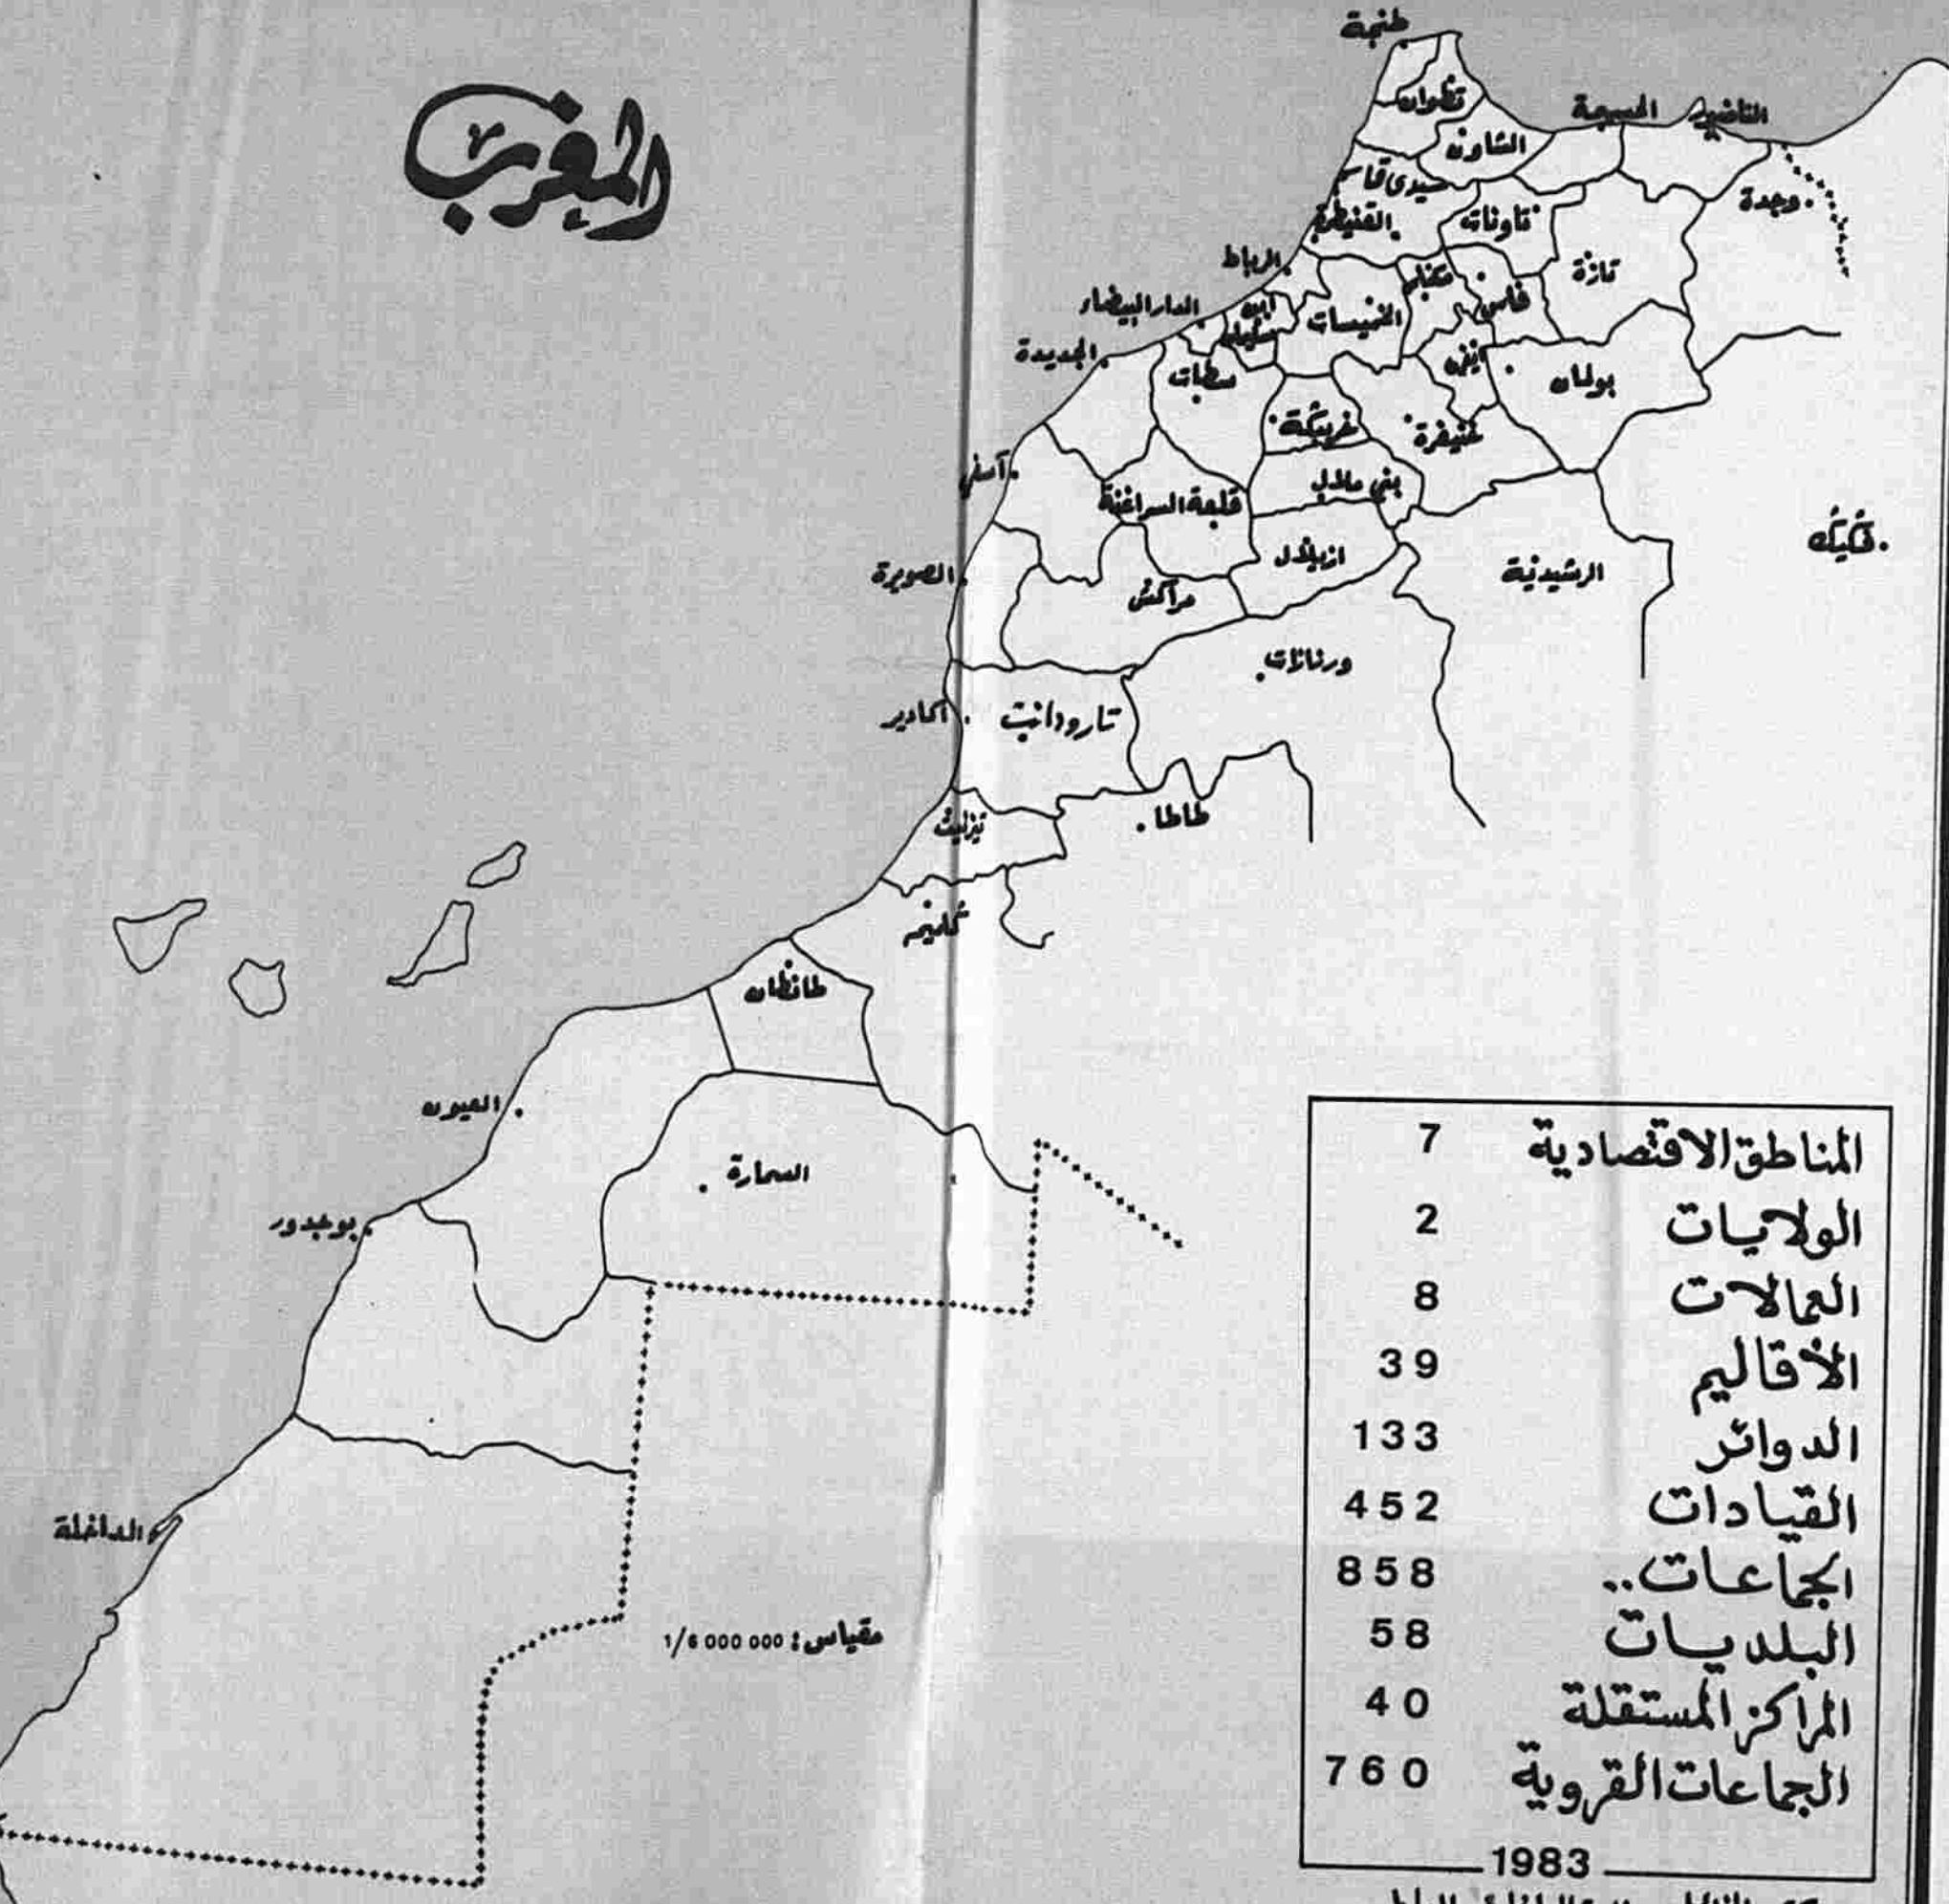 المغرب
طنجة
تطوان
الشاون
الحسيمة
الناضور
وجدة
سيدي قاسم
القنيطرة
تاونات
تازة
الرباط
مكناس
فاس
الدار البيضاء
ابن
سليمان
الخميسات
الجديدة
سطات
ايفرن
بولمان
خريبكة
خنيفرة
آسفي
قلعة السراغنة
بني ملال
فكيك
الصويرة
ازيلال
الرشيدية
مراكش
ورزازات
اكادير
تارودانت
تيزنيت
طاطا
كلميم
طانطان
العيون
السمارة
بوجدور
الداخلة
مقياس: 1/6 000 000
المناطق الاقتصادية 7
الولايات 2
العمالات 8
الأقاليم 39
الدوائر 133
القيادات 452
الجماعات.. 858
البلديات 58
المراكز المستقلة 40
الجماعات القروية 760
1983